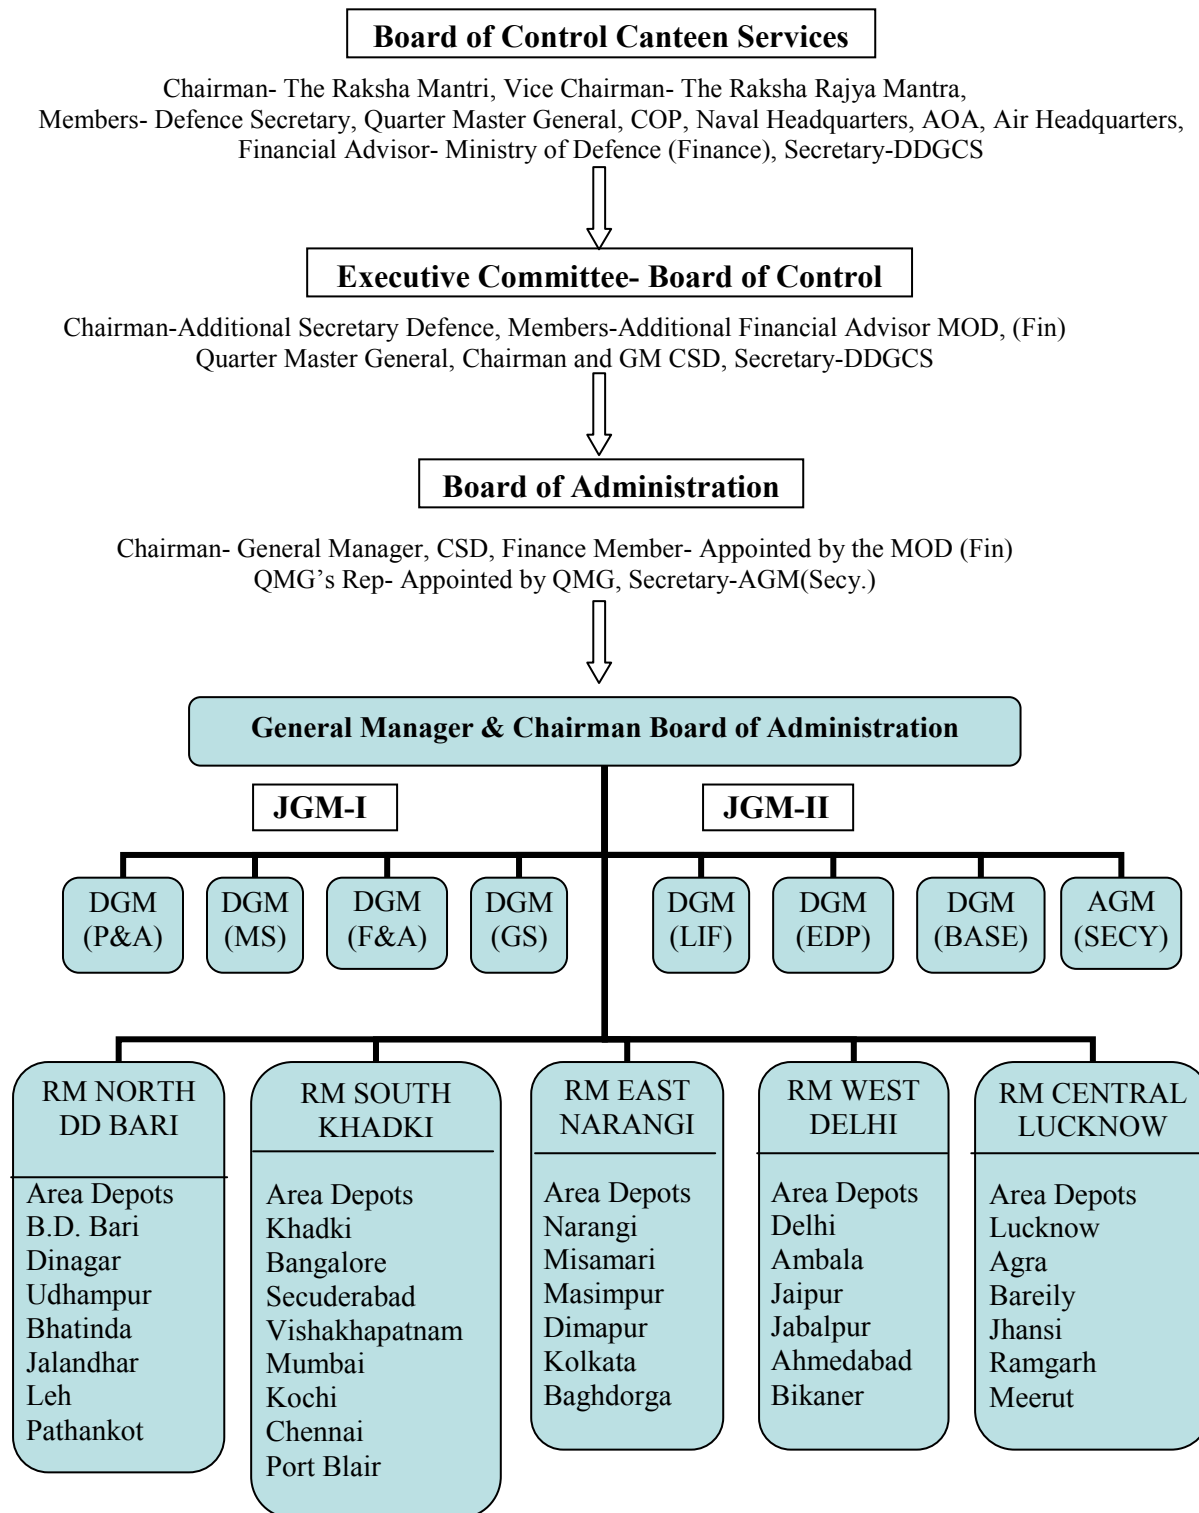 Board of Control Canteen Services
Chairman- The Raksha Mantri, Vice Chairman- The Raksha Rajya Mantra,
Members- Defence Secretary, Quarter Master General, COP, Naval Headquarters, AOA, Air Headquarters,
Financial Advisor- Ministry of Defence (Finance), Secretary-DDGCS
Executive Committee- Board of Control
Chairman-Additional Secretary Defence, Members-Additional Financial Advisor MOD, (Fin)
Quarter Master General, Chairman and GM CSD, Secretary-DDGCS
Board of Administration
Chairman- General Manager, CSD, Finance Member- Appointed by the MOD (Fin)
QMG’s Rep- Appointed by QMG, Secretary-AGM(Secy.)
General Manager & Chairman Board of Administration
JGM-I
JGM-II
DGM
(P&A)
DGM
(MS)
DGM
(F&A)
DGM
(GS)
DGM
(LIF)
DGM
(EDP)
DGM
(BASE)
AGM
(SECY)
RM NORTH
DD BARI
Area Depots
B.D. Bari
Dinagar
Udhampur
Bhatinda
Jalandhar
Leh
Pathankot
RM SOUTH
KHADKI
Area Depots
Khadki
Bangalore
Secuderabad
Vishakhapatnam
Mumbai
Kochi
Chennai
Port Blair
RM EAST
NARANGI
Area Depots
Narangi
Misamari
Masimpur
Dimapur
Kolkata
Baghdorga
RM WEST
DELHI
Area Depots
Delhi
Ambala
Jaipur
Jabalpur
Ahmedabad
Bikaner
RM CENTRAL
LUCKNOW
Area Depots
Lucknow
Agra
Bareily
Jhansi
Ramgarh
Meerut